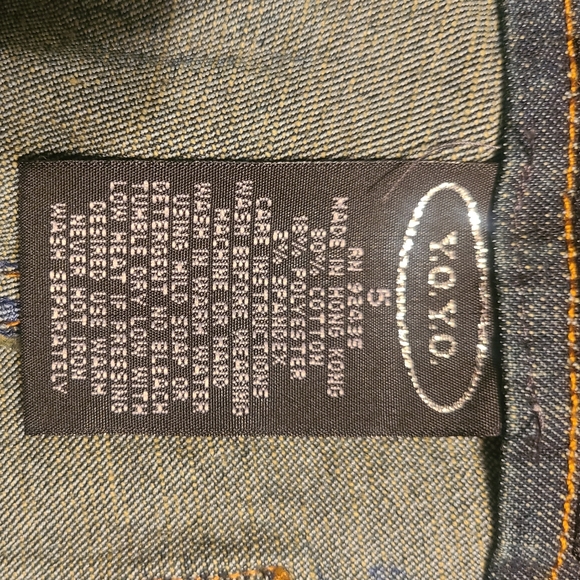 Y.O.Y.O.
5
RN 92435
MADE IN HONG KONG
80% COTTON
18% POLYESTER
2% SPANDEX
CARE INSTRUCTIONS
WASH BEFORE WEARING
MACHINE OR HAND
WASH IN WARM WATER
USING MILD SOAP OR
DETERGENT NO BLEACH
TUMBLE DRY LOW WITH
LOW HEAT IF PRESSING
DESIRED USE WITH
NEVER HOT IRON
WASH SEPARATELY